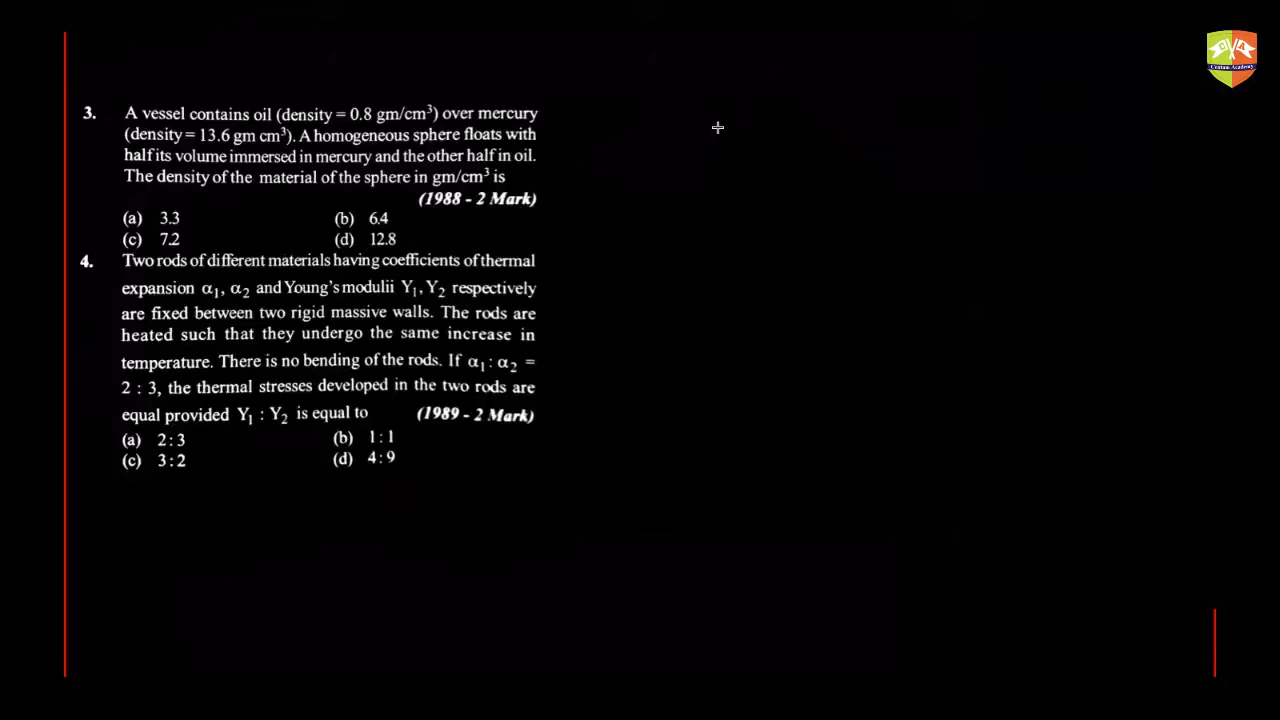 3. A vessel contains oil (density = 0.8 gm/cm³) over mercury
(density = 13.6 gm cm³). A homogeneous sphere floats with
half its volume immersed in mercury and the other half in oil.
The density of the material of the sphere in gm/cm³ is
(1988 - 2 Mark)
(a) 3.3 (b) 6.4
(c) 7.2 (d) 12.8
4. Two rods of different materials having coefficients of thermal
expansion α₁, α₂ and Young's modulii Y₁, Y₂ respectively
are fixed between two rigid massive walls. The rods are
heated such that they undergo the same increase in
temperature. There is no bending of the rods. If α₁ : α₂ =
2 : 3, the thermal stresses developed in the two rods are
equal provided Y₁ : Y₂ is equal to (1989 - 2 Mark)
(a) 2 : 3 (b) 1 : 1
(c) 3 : 2 (d) 4 : 9
C A
Centum Academy